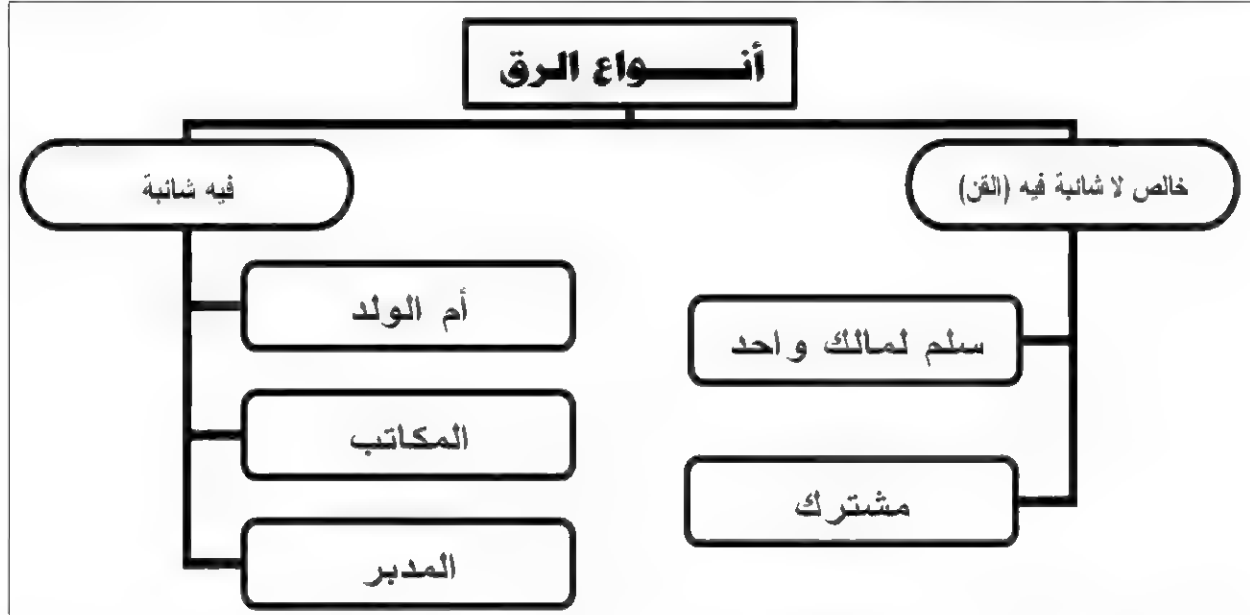 أنـــــواع الرق
خالص لا شائبة فيه (القن)
سلم لمالك واحد
مشترك
فيه شائبة
أم الولد
المكاتب
المدبر